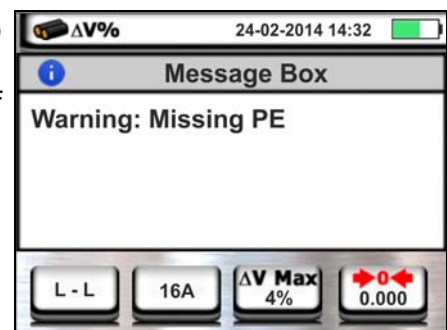 ΔV% 24-02-2014 14:32
Message Box
Warning: Missing PE
L - L
16A
ΔV Max
4%
0
0.000